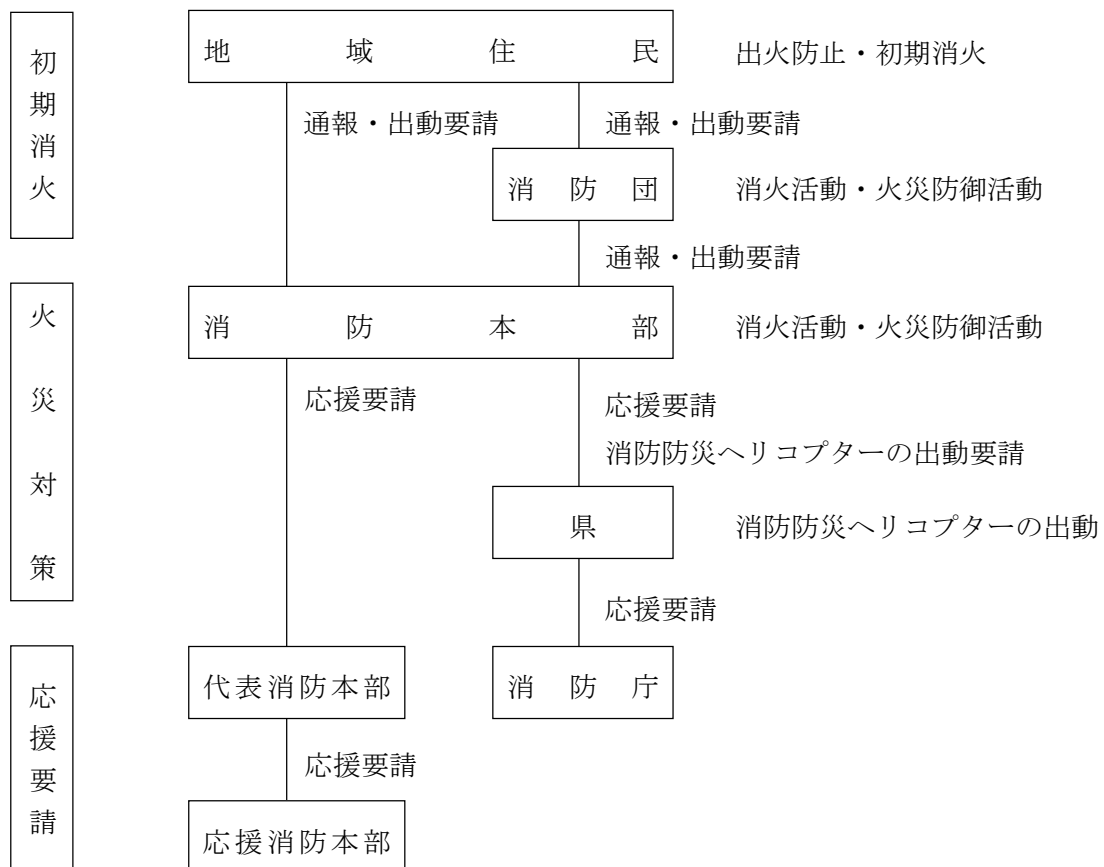 初期消火
地域住民
出火防止・初期消火
通報・出動要請
通報・出動要請
消防団
消火活動・火災防御活動
通報・出動要請
火災対策
消防本部
消火活動・火災防御活動
応援要請
応援要請
消防防災ヘリコプターの出動要請
県
消防防災ヘリコプターの出動
応援要請
応援要請
代表消防本部
消防庁
応援要請
応援消防本部